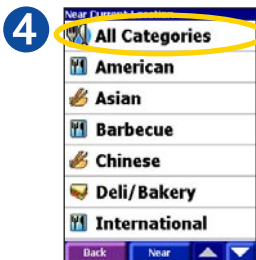 4
Near Current Location
All Categories
American
Asian
Barbecue
Chinese
Deli/Bakery
International
Back Near